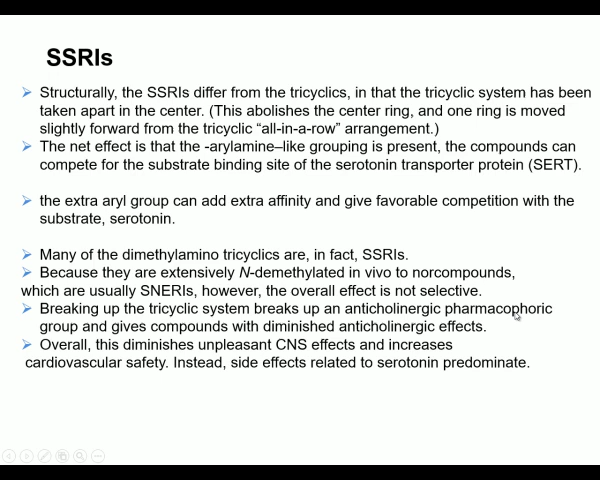 SSRIs
➢ Structurally, the SSRIs differ from the tricyclics, in that the tricyclic system has been
taken apart in the center. (This abolishes the center ring, and one ring is moved
slightly forward from the tricyclic “all-in-a-row” arrangement.)
➢ The net effect is that the -arylamine–like grouping is present, the compounds can
compete for the substrate binding site of the serotonin transporter protein (SERT).
➢ the extra aryl group can add extra affinity and give favorable competition with the
substrate, serotonin.
➢ Many of the dimethylamino tricyclics are, in fact, SSRIs.
➢ Because they are extensively N-demethylated in vivo to norcompounds,
which are usually SNERIs, however, the overall effect is not selective.
➢ Breaking up the tricyclic system breaks up an anticholinergic pharmacophoric
group and gives compounds with diminished anticholinergic effects.
➢ Overall, this diminishes unpleasant CNS effects and increases
cardiovascular safety. Instead, side effects related to serotonin predominate.